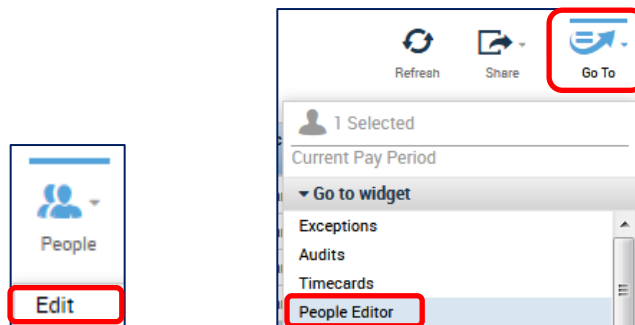 People
Edit
Refresh Share Go To
1 Selected
Current Pay Period
Go to widget
Exceptions
Audits
Timecards
People Editor